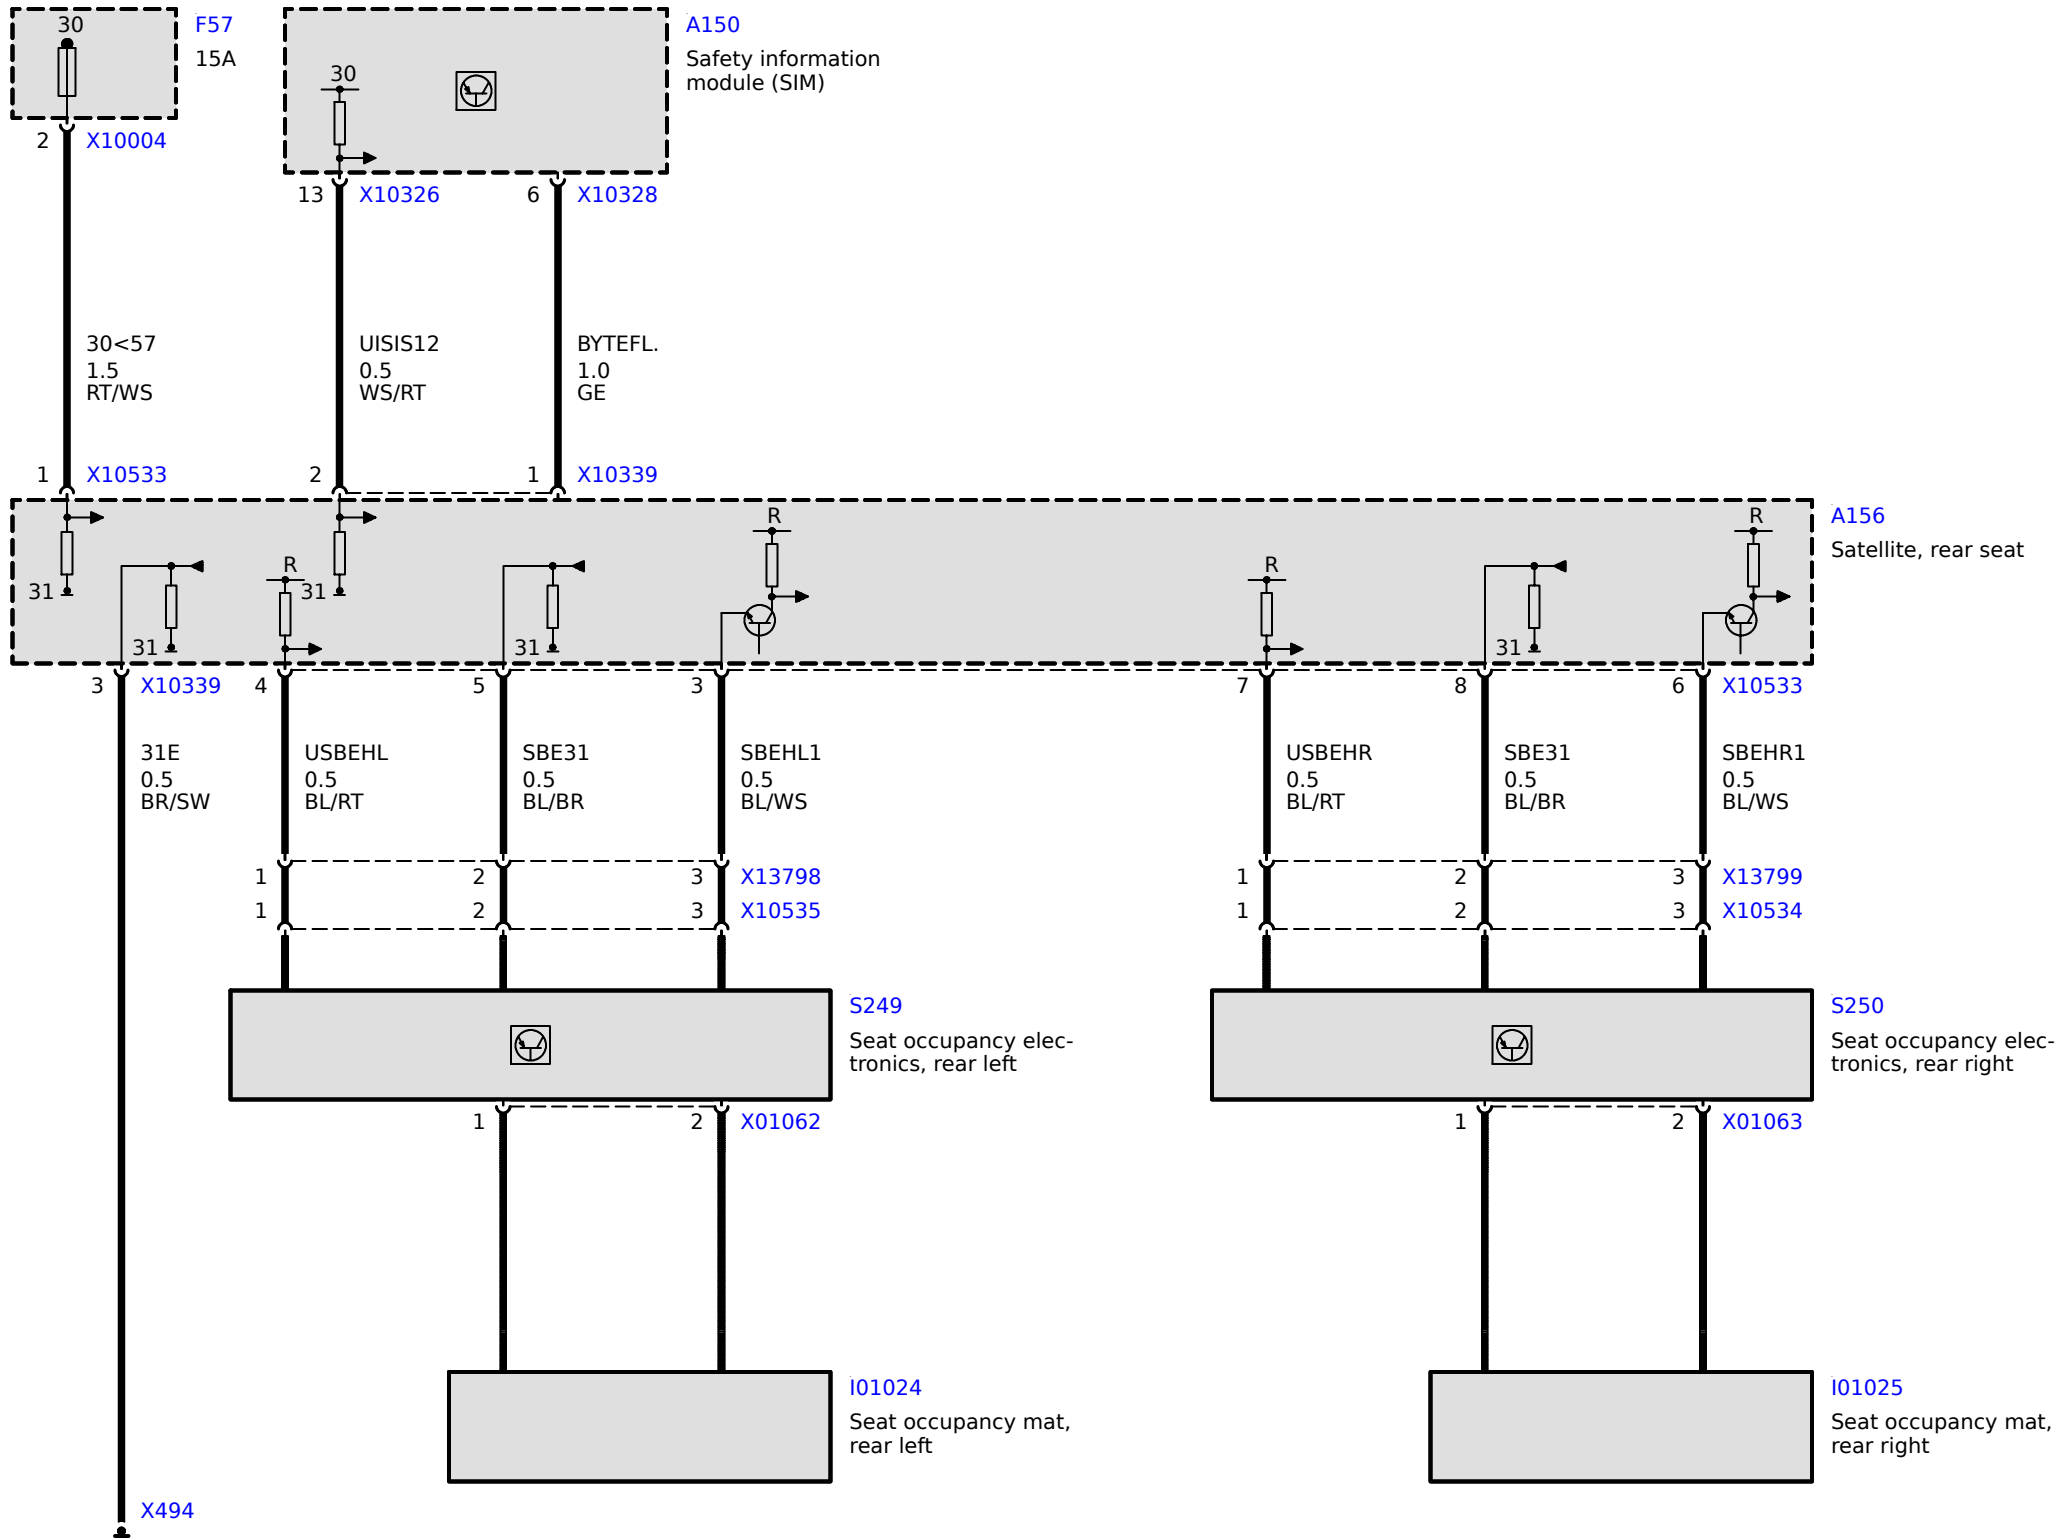 30
F57
15A
A150
Safety information
module (SIM)
30
2
X10004
13
X10326
6
X10328
30<57
1.5
RT/WS
UISIS12
0.5
WS/RT
BYTEFL.
1.0
GE
1
X10533
2
1
X10339
R
R
A156
Satellite, rear seat
R
R
31
31
31
31
31
3
X10339
4
5
3
7
8
6
X10533
31E
0.5
BR/SW
USBEHL
0.5
BL/RT
SBE31
0.5
BL/BR
SBEHL1
0.5
BL/WS
USBEHR
0.5
BL/RT
SBE31
0.5
BL/BR
SBEHR1
0.5
BL/WS
1
2
3
X13798
1
2
3
X13799
1
2
3
X10535
1
2
3
X10534
S249
Seat occupancy elec-
tronics, rear left
S250
Seat occupancy elec-
tronics, rear right
1
2
X01062
1
2
X01063
I01024
Seat occupancy mat,
rear left
I01025
Seat occupancy mat,
rear right
X494